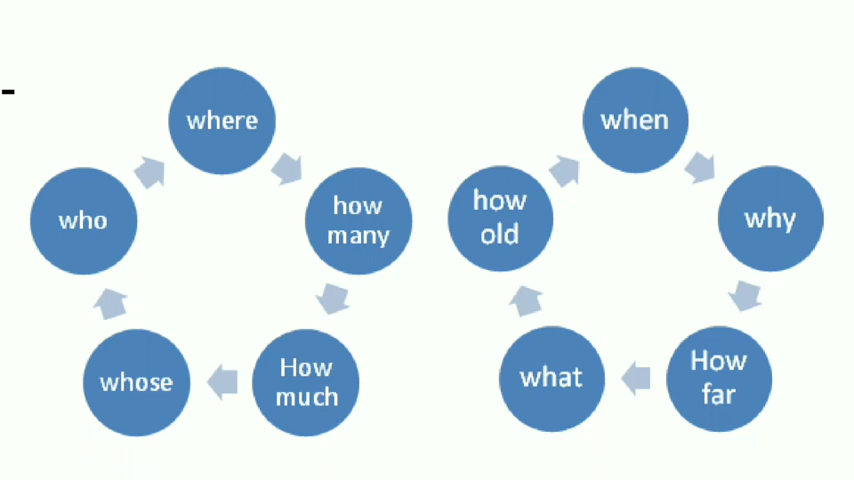 -
where
how
many
How
much
whose
who
when
why
How
far
what
how
old